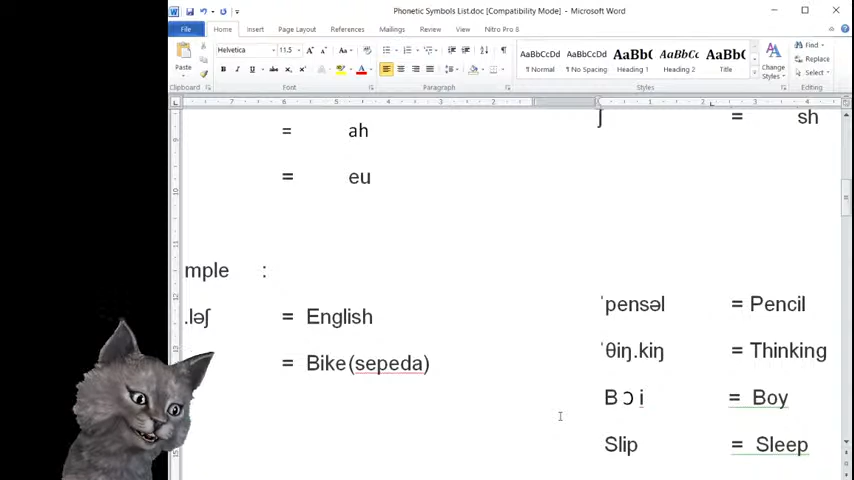 Phonetic Symbols List.doc [Compatibility Mode] - Microsoft Word
File Home Insert Page Layout References Mailings Review View Nitro Pro 8
Paste
Clipboard
Helvetica 11.5
Font
Paragraph
AaBbCcDd AaBbCcDd AaBb( AaBbC( AaBb(
¶ Normal ¶ No Spacing Heading 1 Heading 2 Title
Change Styles
Styles
Find
Replace
Select
Editing
= ah
= eu
ʃ = sh
mple :
.ləʃ = English
= Bike(sepeda)
ˈpensəl = Pencil
ˈθiŋ.kiŋ = Thinking
B ɔ i = Boy
Slip = Sleep